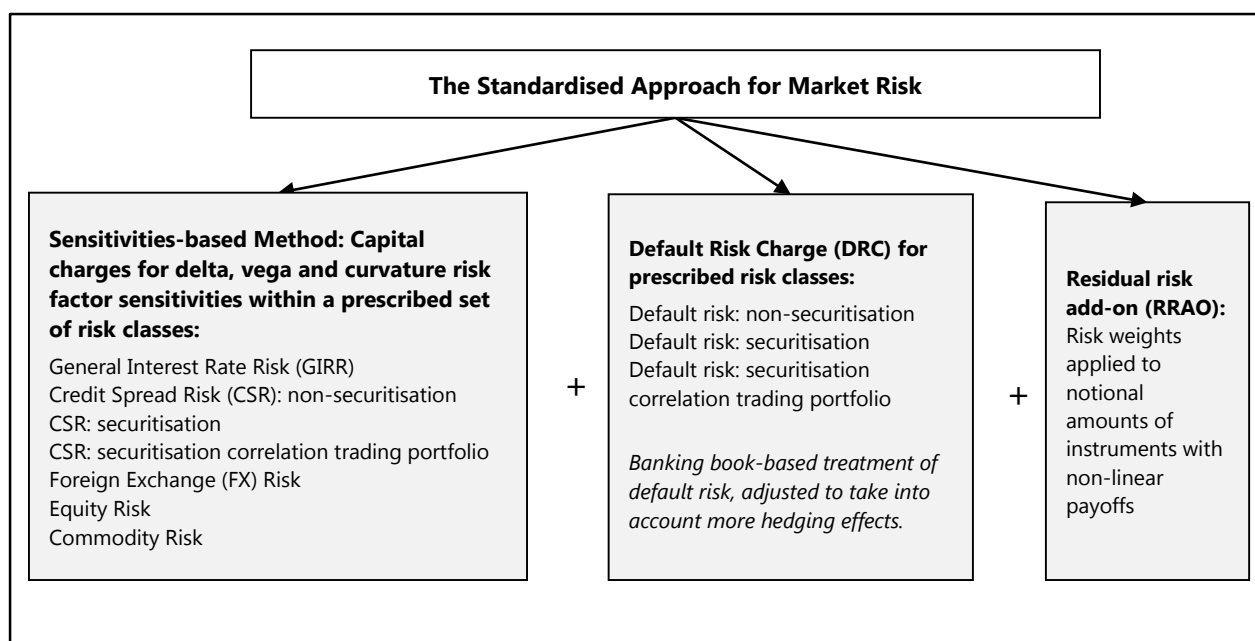 The Standardised Approach for Market Risk
Sensitivities-based Method: Capital
charges for delta, vega and curvature risk
factor sensitivities within a prescribed set
of risk classes:
General Interest Rate Risk (GIRR)
Credit Spread Risk (CSR): non-securitisation
CSR: securitisation
CSR: securitisation correlation trading portfolio
Foreign Exchange (FX) Risk
Equity Risk
Commodity Risk
+
Default Risk Charge (DRC) for
prescribed risk classes:
Default risk: non-securitisation
Default risk: securitisation
Default risk: securitisation
correlation trading portfolio
Banking book-based treatment of
default risk, adjusted to take into
account more hedging effects.
+
Residual risk
add-on (RRAO):
Risk weights
applied to
notional
amounts of
instruments with
non-linear
payoffs